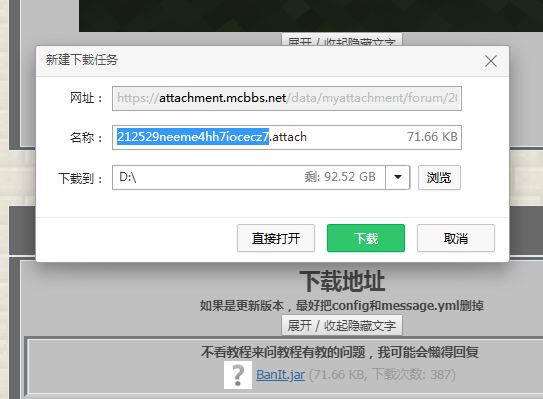 展开 / 收起隐藏文字
新建下载任务
网址： https://attachment.mcbbs.net/data/myattachment/forum/20
名称： 212529neeme4hh7iocecz7.attach 71.66 KB
下载到： D:\ 剩: 92.52 GB 浏览
直接打开 下载 取消
下载地址
如果是更新版本，最好把config和message.yml删掉
展开 / 收起隐藏文字
不看教程来问教程有教的问题，我可能会懒得回复
? BanIt.jar (71.66 KB, 下载次数: 387)